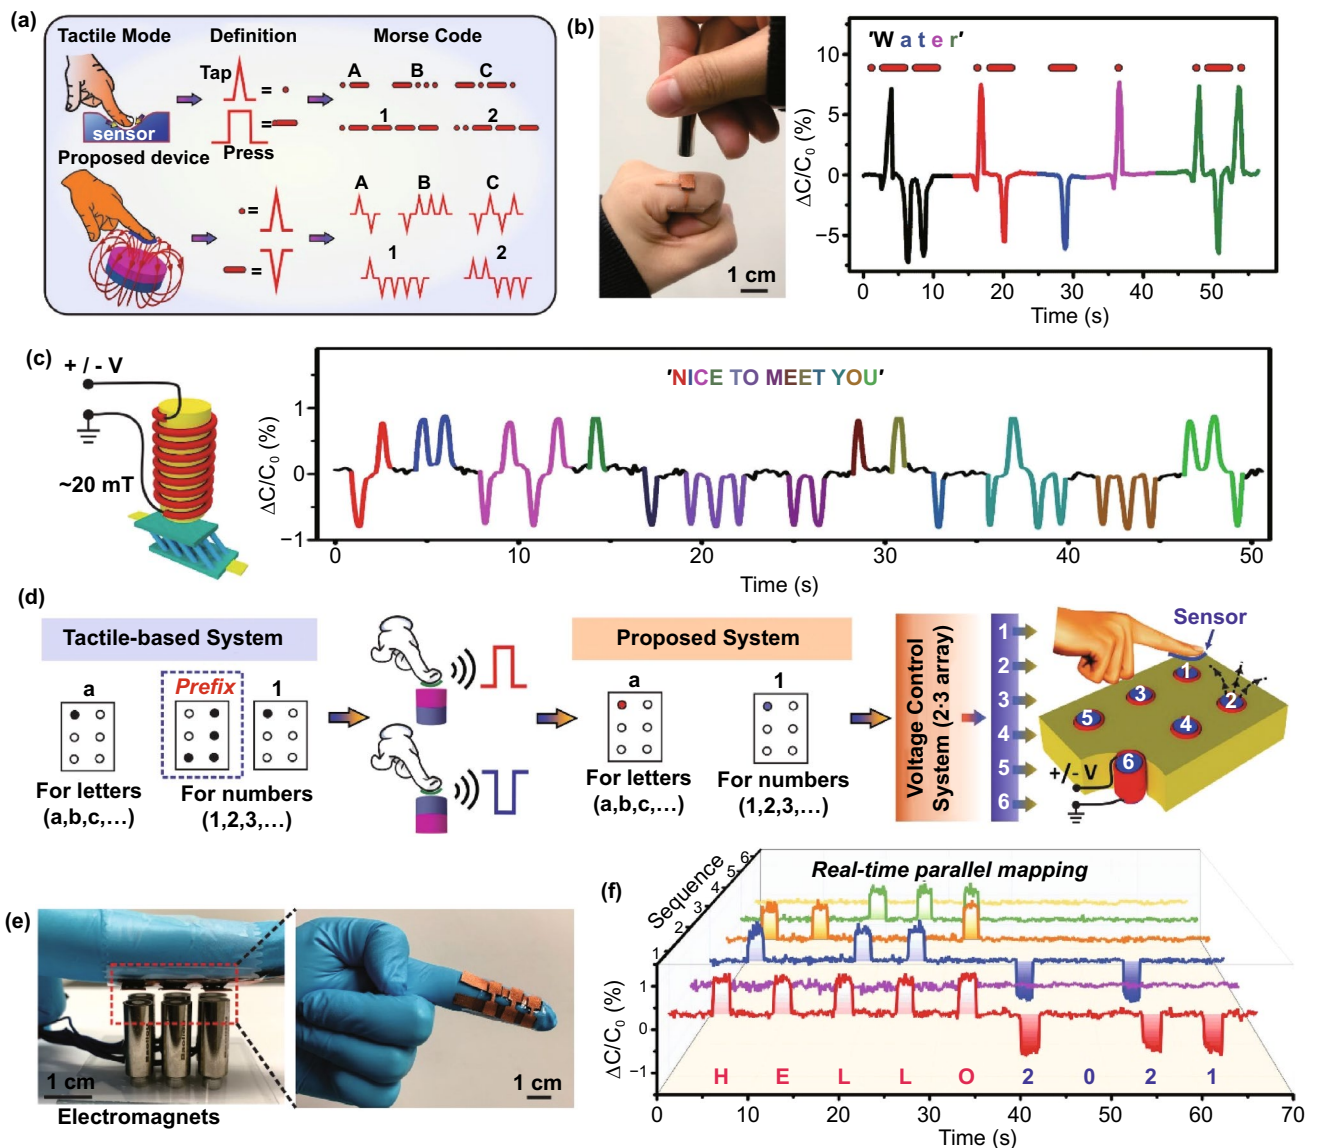 (a)
Tactile Mode
Definition
Morse Code
Tap
=
A
B
C
sensor
=
1
2
Proposed device
Press
=
A
B
C
=
1
2
(b)
1 cm
'Water'
ΔC/C₀ (%)
10
5
0
−5
0 10 20 30 40 50
Time (s)
(c)
+ / - V
~20 mT
'NICE TO MEET YOU'
ΔC/C₀ (%)
1
0
−1
0 10 20 30 40 50
Time (s)
(d)
Tactile-based System
a
Prefix
1
For letters
(a,b,c,...)
For numbers
(1,2,3,...)
Proposed System
a
1
For letters
(a,b,c,...)
For numbers
(1,2,3,...)
Voltage Control
System (2·3 array)
1
2
3
4
5
6
Sensor
1
2
3
4
5
6
+/- V
(e)
1 cm
Electromagnets
1 cm
(f)
Real-time parallel mapping
Sequence
1 2 3 4 5 6
ΔC/C₀ (%)
1
0
−1
H E L L O 2 0 2 1
0 10 20 30 40 50 60 70
Time (s)